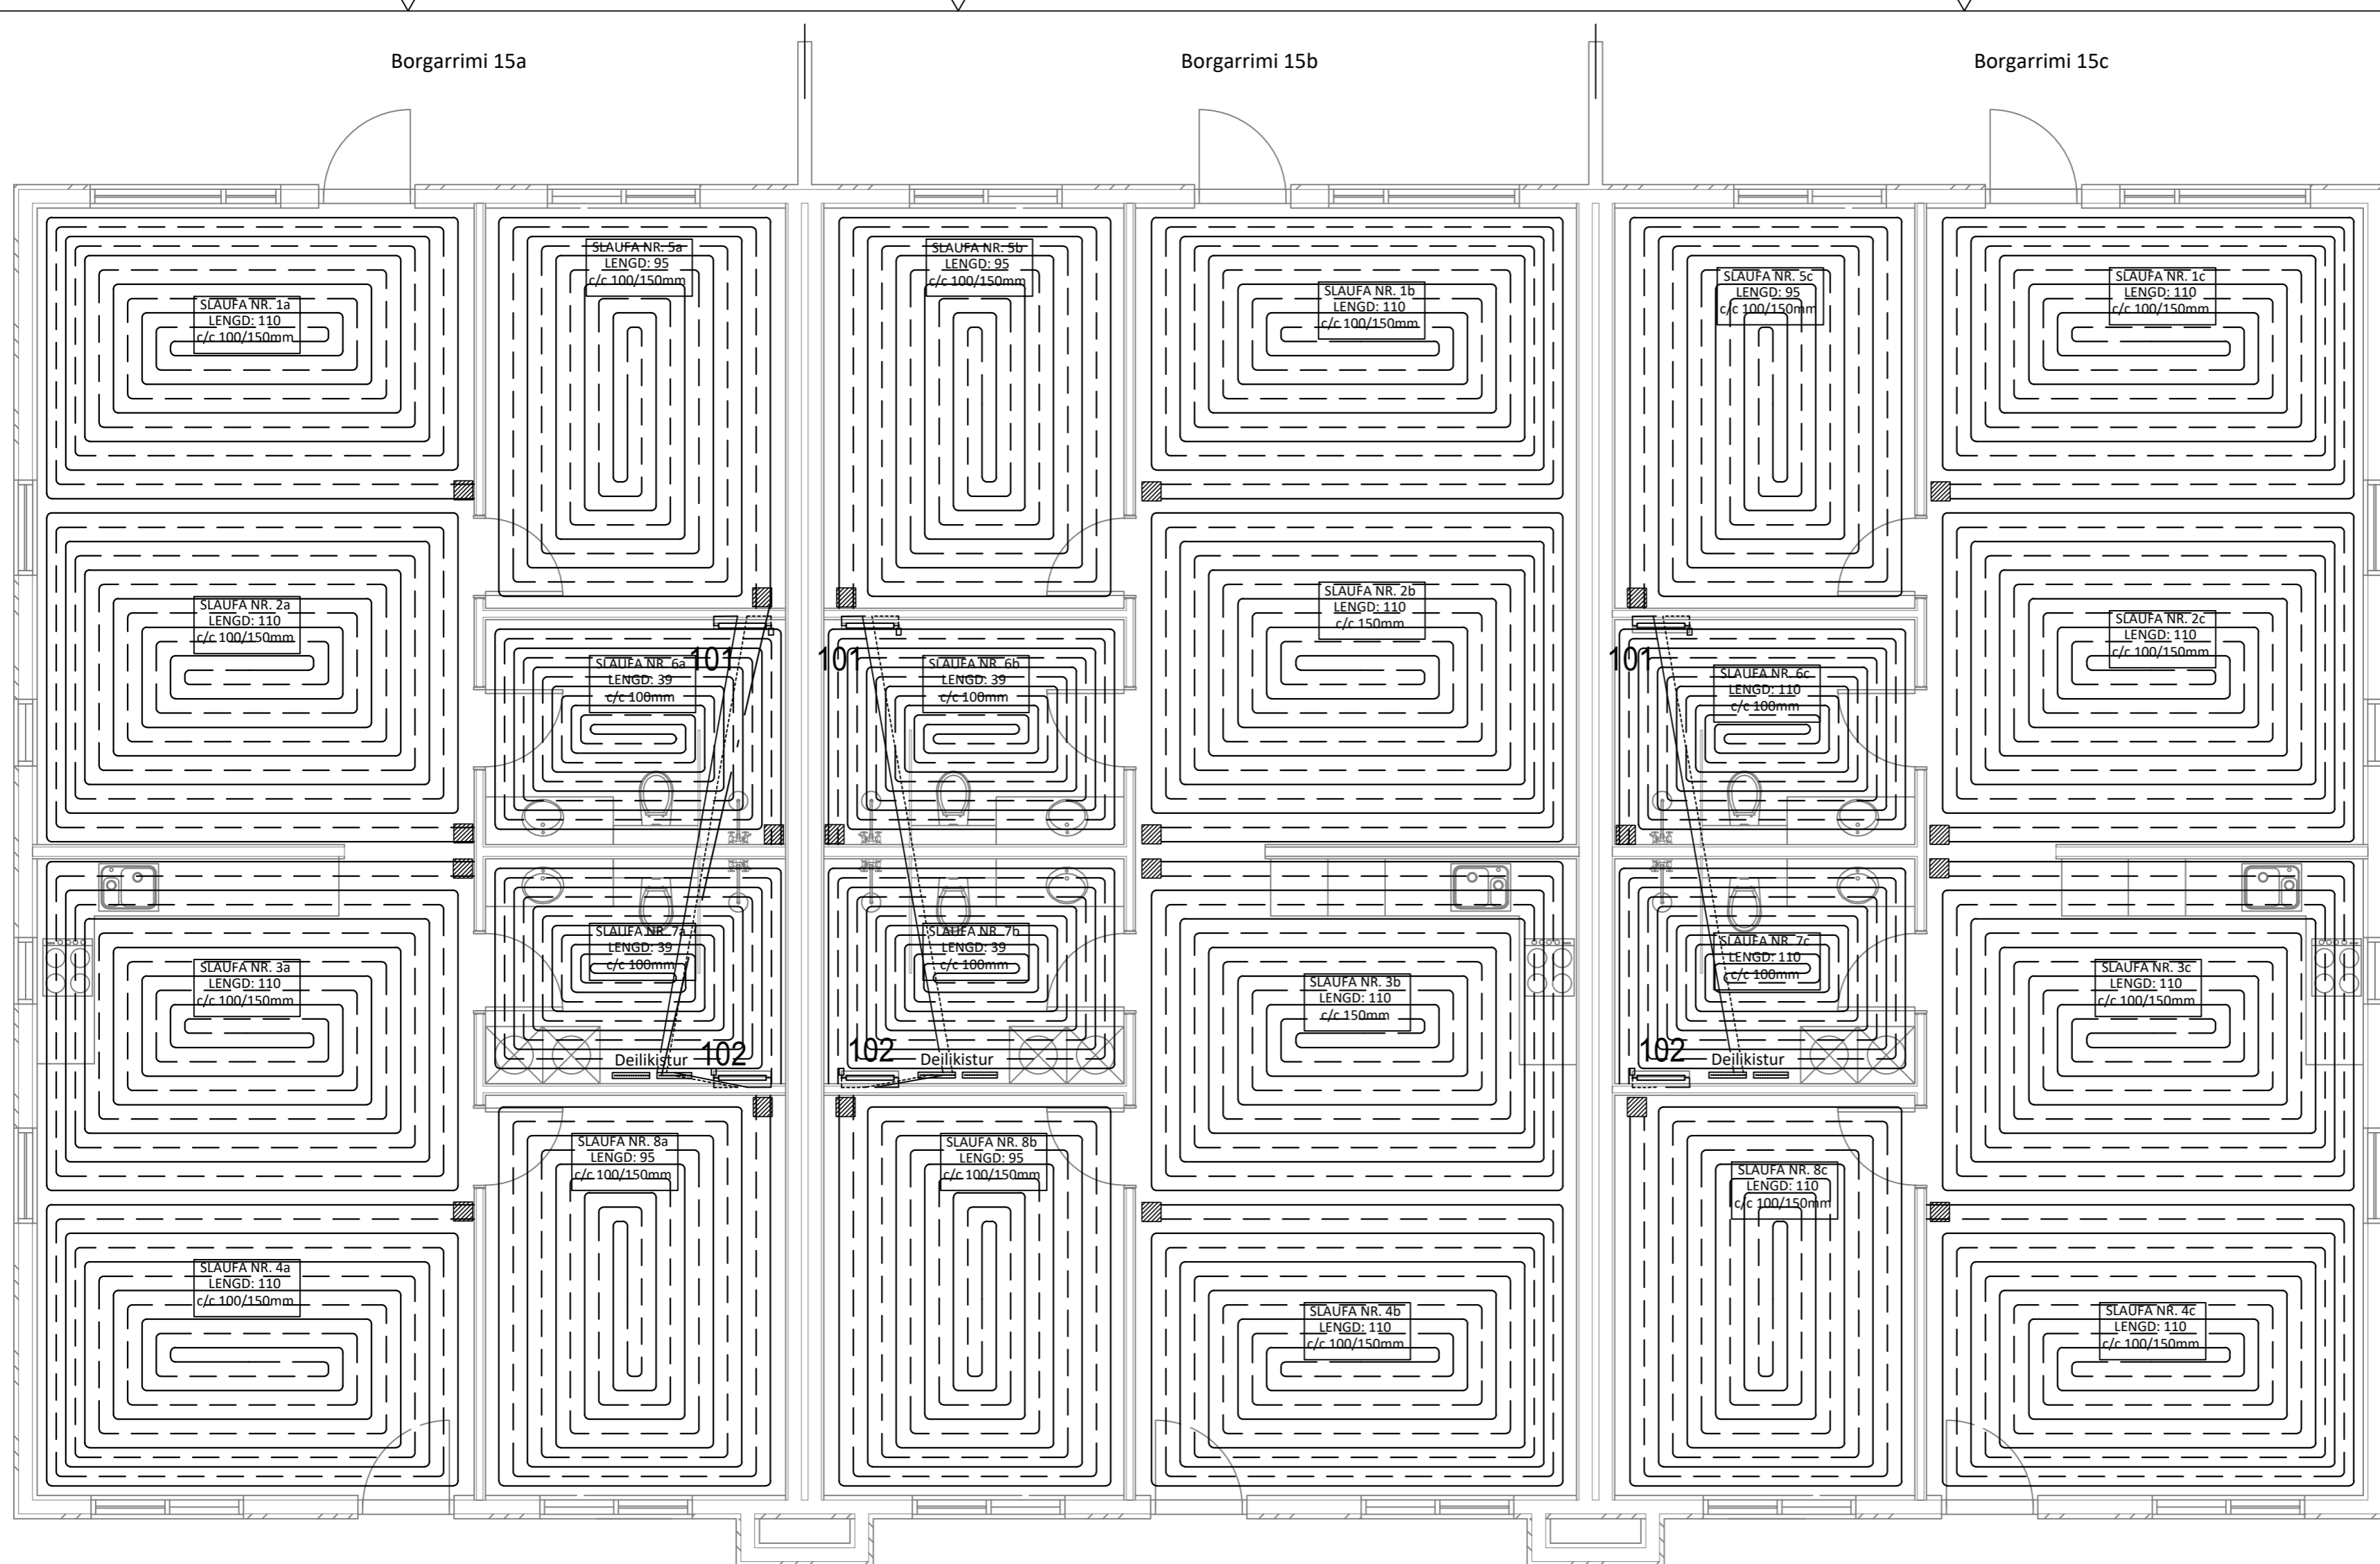 Borgarrimi 15a
Borgarrimi 15b
Borgarrimi 15c
SLAUFA NR. 1a
LENGD: 110
c/c 100/150mm
SLAUFA NR. 5a
LENGD: 95
c/c 100/150mm
SLAUFA NR. 5b
LENGD: 95
c/c 100/150mm
SLAUFA NR. 1b
LENGD: 110
c/c 100/150mm
SLAUFA NR. 5c
LENGD: 95
c/c 100/150mm
SLAUFA NR. 1c
LENGD: 110
c/c 100/150mm
SLAUFA NR. 2a
LENGD: 110
c/c 100/150mm
SLAUFA NR. 6a
LENGD: 39
c/c 100mm
101
101
SLAUFA NR. 6b
LENGD: 39
c/c 100mm
SLAUFA NR. 2b
LENGD: 110
c/c 150mm
101
SLAUFA NR. 6c
LENGD: 110
c/c 100mm
SLAUFA NR. 2c
LENGD: 110
c/c 100/150mm
SLAUFA NR. 3a
LENGD: 110
c/c 100/150mm
SLAUFA NR. 7a
LENGD: 39
c/c 100mm
SLAUFA NR. 7b
LENGD: 39
c/c 100mm
SLAUFA NR. 3b
LENGD: 110
c/c 150mm
SLAUFA NR. 7c
LENGD: 110
c/c 100mm
SLAUFA NR. 3c
LENGD: 110
c/c 100/150mm
Deilikistur
102
102
Deilikistur
102
Deilikistur
SLAUFA NR. 4a
LENGD: 110
c/c 100/150mm
SLAUFA NR. 8a
LENGD: 95
c/c 100/150mm
SLAUFA NR. 8b
LENGD: 95
c/c 100/150mm
SLAUFA NR. 4b
LENGD: 110
c/c 100/150mm
SLAUFA NR. 8c
LENGD: 110
c/c 100/150mm
SLAUFA NR. 4c
LENGD: 110
c/c 100/150mm